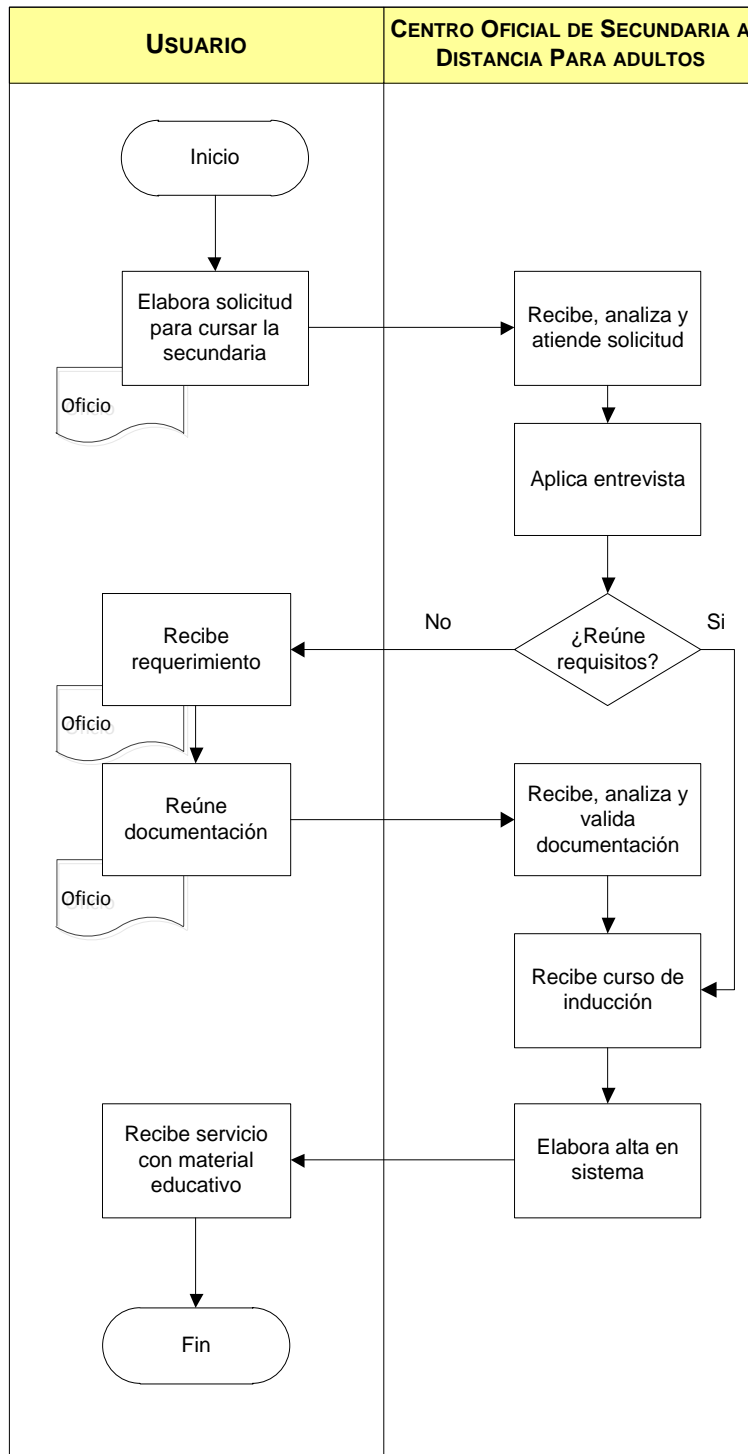 USUARIO
CENTRO OFICIAL DE SECUNDARIA A
DISTANCIA PARA ADULTOS
Inicio
Elabora solicitud
para cursar la
secundaria
Oficio
Recibe, analiza y
atiende solicitud
Aplica entrevista
¿Reúne
requisitos?
No
Si
Recibe
requerimiento
Oficio
Reúne
documentación
Oficio
Recibe, analiza y
valida
documentación
Recibe curso de
inducción
Elabora alta en
sistema
Recibe servicio
con material
educativo
Fin